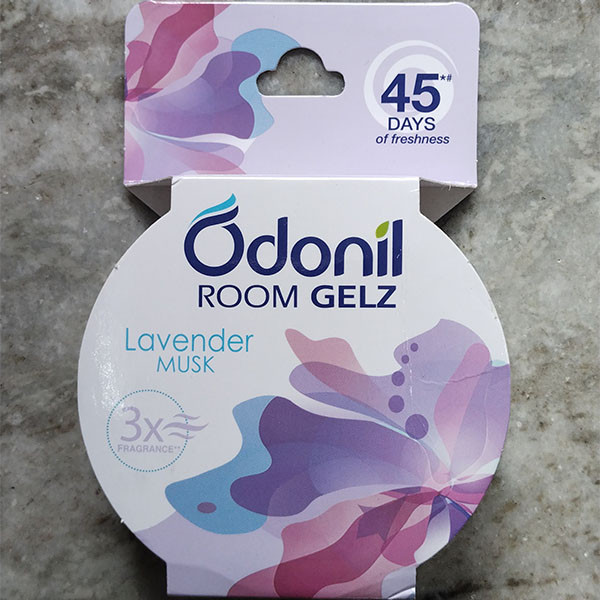 45*#
DAYS
of freshness
Odonil
ROOM GELZ
Lavender
MUSK
3x
FRAGRANCE**